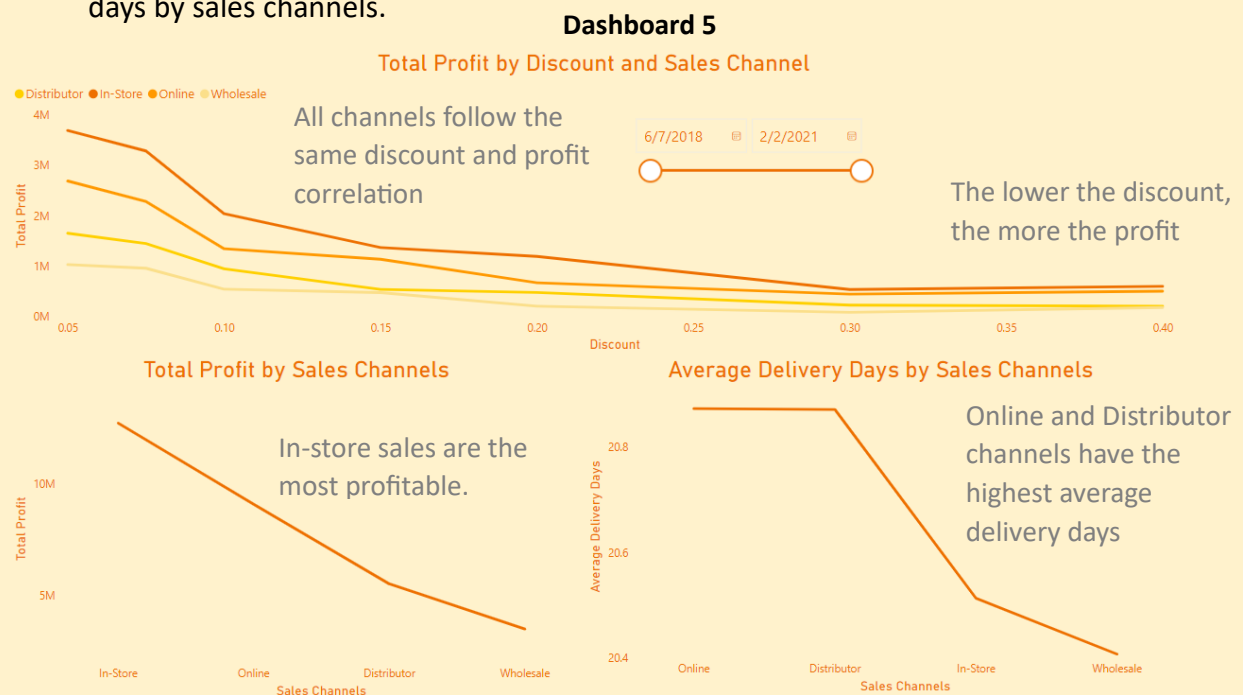 days by sales channels.
Dashboard 5
Total Profit by Discount and Sales Channel
Distributor In-Store Online Wholesale
All channels follow the
same discount and profit
correlation
6/7/2018 2/2/2021
The lower the discount,
the more the profit
Total Profit
4M
3M
2M
1M
0M
0.05 0.10 0.15 0.20 0.25 0.30 0.35 0.40
Discount
Total Profit by Sales Channels
In-store sales are the
most profitable.
Total Profit
10M
5M
In-Store Online Distributor Wholesale
Sales Channels
Average Delivery Days by Sales Channels
Online and Distributor
channels have the
highest average
delivery days
Average Delivery Days
20.8
20.6
20.4
Online Distributor In-Store Wholesale
Sales Channels